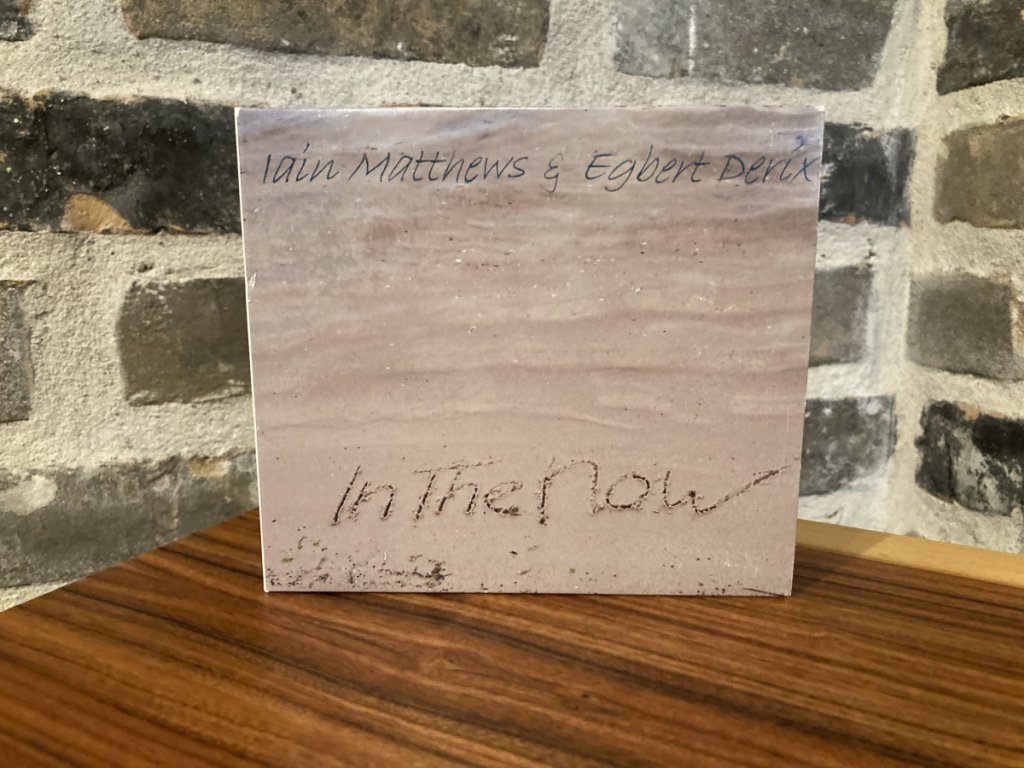 Iain Matthews & Egbert Derix
In The Now